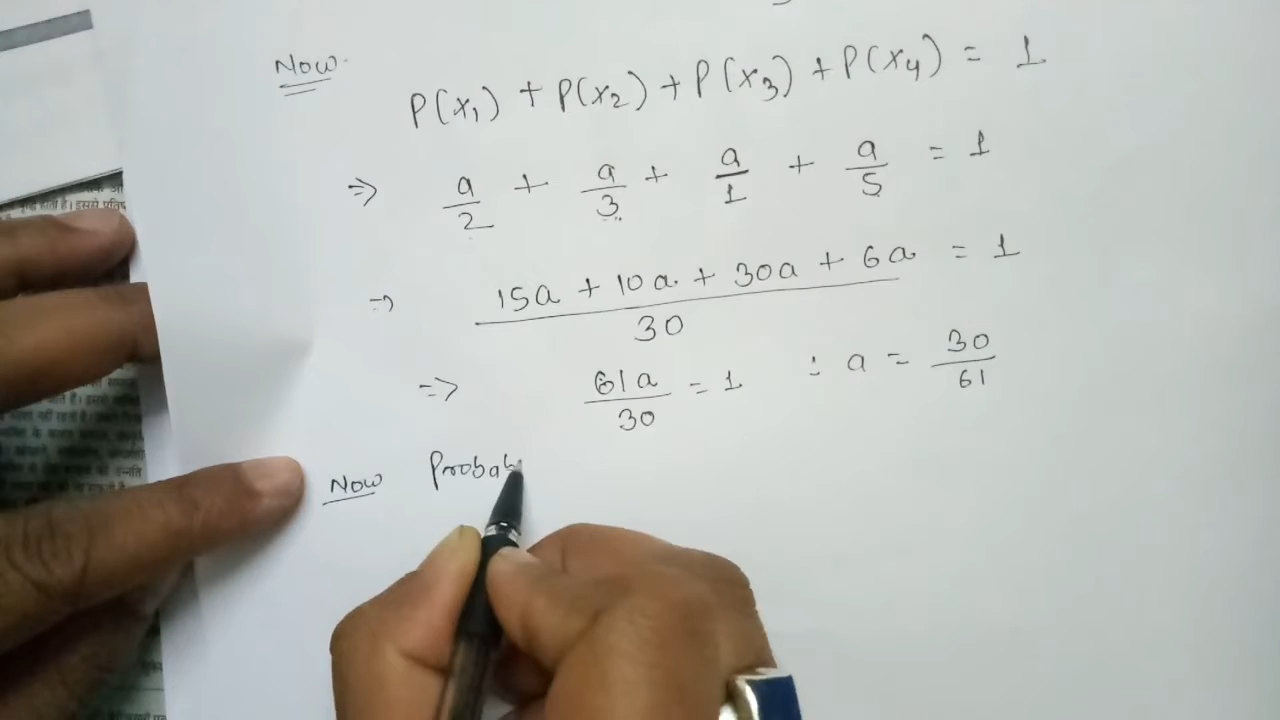 Now.
P(x₁) + P(x₂) + P(x₃) + P(x₄) = 1
⇒ a/2 + a/3 + a/1 + a/5 = 1
⇒ (15a + 10a + 30a + 6a)/30 = 1
⇒ 61a/30 = 1 ∴ a = 30/61
Now Probab